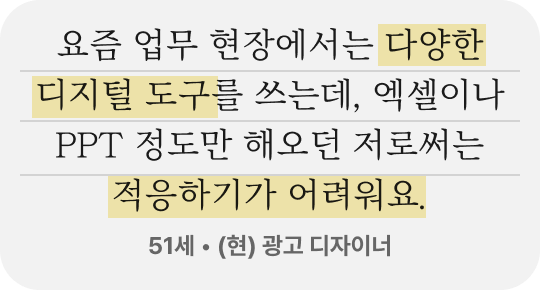 요즘 업무 현장에서는 다양한
디지털 도구를 쓰는데, 엑셀이나
PPT 정도만 해오던 저로써는
적응하기가 어려워요.
51세 • (현) 광고 디자이너